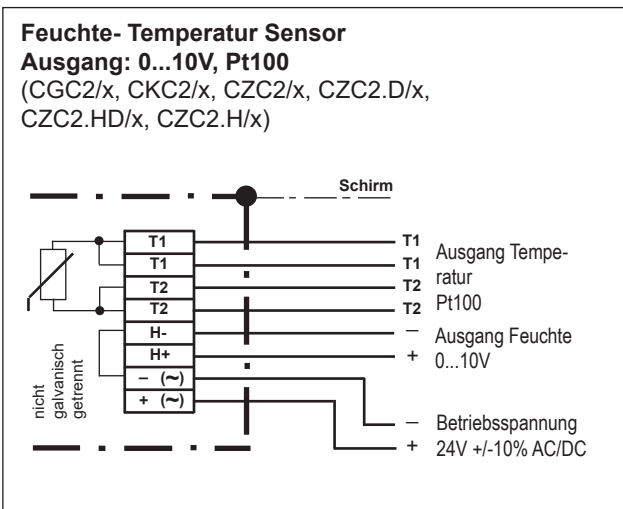 Feuchte- Temperatur Sensor
Ausgang: 0...10V, Pt100
(CGC2/x, CKC2/x, CZC2/x, CZC2.D/x,
CZC2.HD/x, CZC2.H/x)
Schirm
T1
T1
T2
T2
H-
H+
– (~)
+ (~)
nicht
galvanisch
getrennt
T1
T1
T2
T2
–
+
–
+
Ausgang Tempe-
ratur
Pt100
Ausgang Feuchte
0...10V
Betriebsspannung
24V +/-10% AC/DC